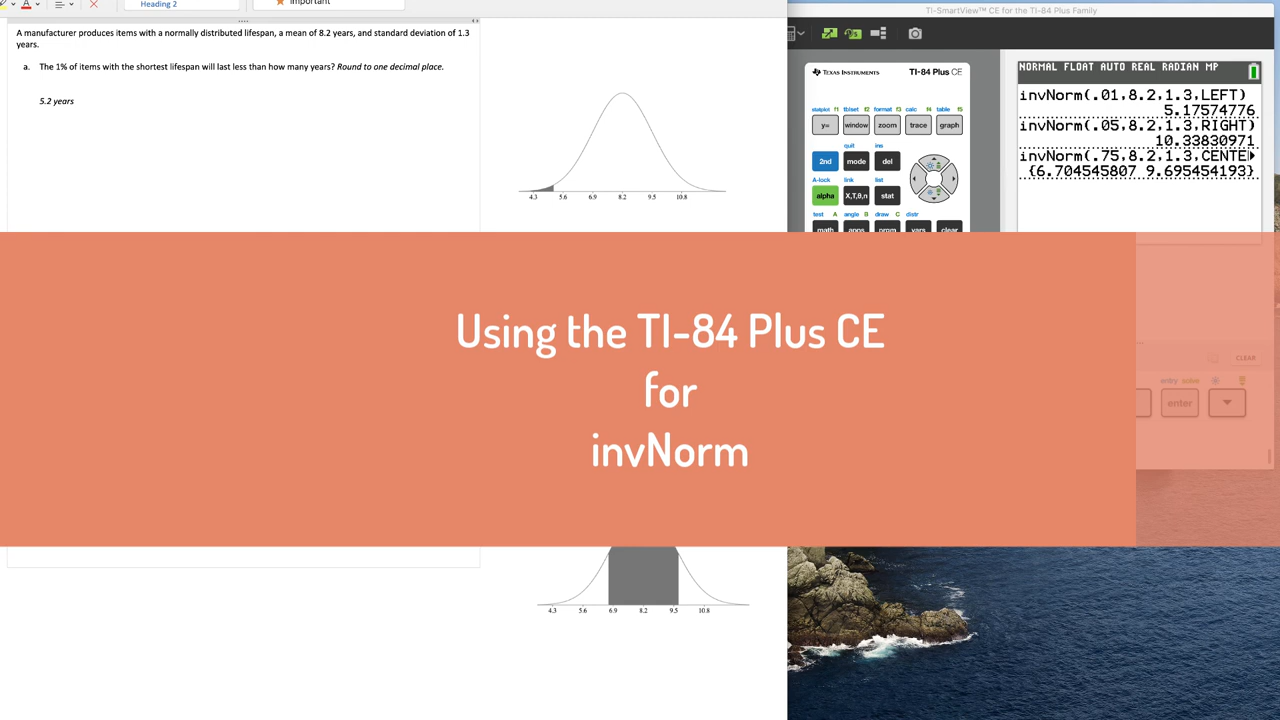 Heading 2
Important
A manufacturer produces items with a normally distributed lifespan, a mean of 8.2 years, and standard deviation of 1.3
years.
a. The 1% of items with the shortest lifespan will last less than how many years? Round to one decimal place.
5.2 years
4.3 5.6 6.9 8.2 9.5 10.8
TI-SmartView™ CE for the TI-84 Plus Family
TEXAS INSTRUMENTS TI-84 Plus CE
statplot f1 tblset f2 format f3 calc f4 table f5
y= window zoom trace graph
quit ins
2nd mode del
A-lock link list
alpha X,T,θ,n stat
test A angle B draw C distr
math apps prgm vars clear
NORMAL FLOAT AUTO REAL RADIAN MP
invNorm(.01,8.2,1.3,LEFT)
5.17574776
invNorm(.05,8.2,1.3,RIGHT)
10.33830971
invNorm(.75,8.2,1.3,CENTE
{6.704545807 9.695454193}
Using the TI-84 Plus CE
for
invNorm
CLEAR
entry solve
enter
4.3 5.6 6.9 8.2 9.5 10.8